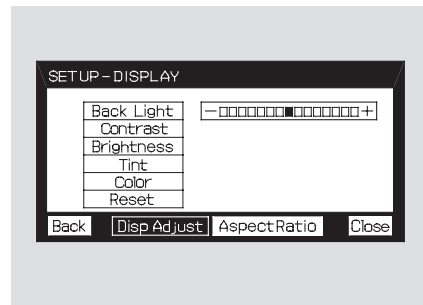 SETUP – DISPLAY
Back Light – +
Contrast
Brightness
Tint
Color
Reset
Back Disp Adjust Aspect Ratio Close